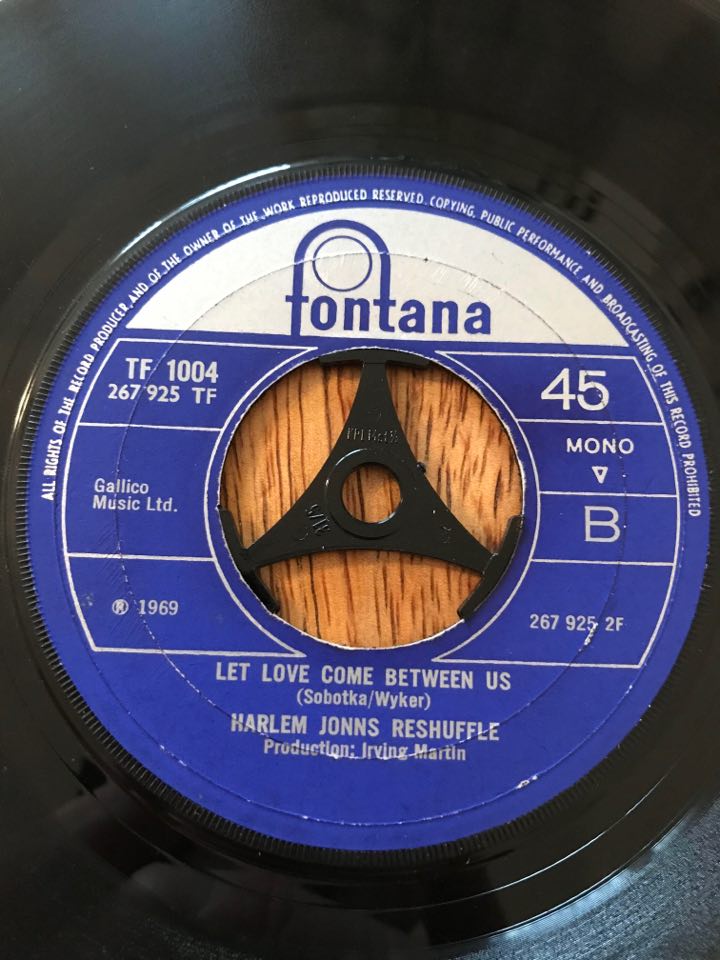 ALL RIGHTS OF THE RECORD PRODUCER AND OF THE OWNER OF THE WORK REPRODUCED RESERVED. COPYING, PUBLIC PERFORMANCE AND BROADCASTING OF THIS RECORD PROHIBITED
fontana
TF 1004
267 925 TF
45
MONO
B
Gallico
Music Ltd.
℗ 1969
267 925 2F
LET LOVE COME BETWEEN US
(Sobotka/Wyker)
HARLEM JONNS RESHUFFLE
Production: Irving Martin